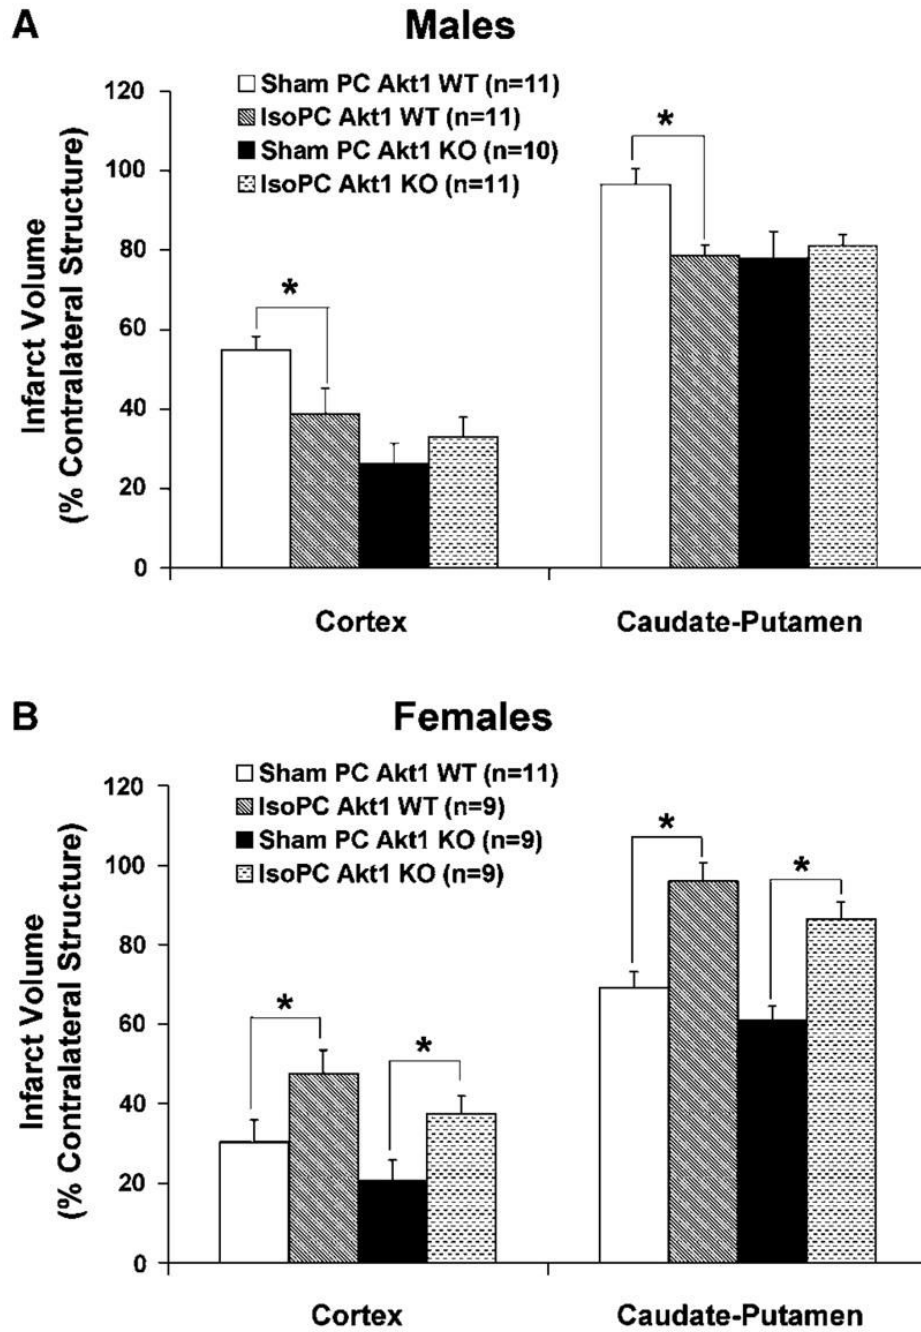 A
Males
Sham PC Akt1 WT (n=11)
IsoPC Akt1 WT (n=11)
Sham PC Akt1 KO (n=10)
IsoPC Akt1 KO (n=11)
Infarct Volume
(% Contralateral Structure)
120
100
80
60
40
20
0
*
*
Cortex
Caudate-Putamen
B
Females
Sham PC Akt1 WT (n=11)
IsoPC Akt1 WT (n=9)
Sham PC Akt1 KO (n=9)
IsoPC Akt1 KO (n=9)
Infarct Volume
(% Contralateral Structure)
120
100
80
60
40
20
0
*
*
*
*
Cortex
Caudate-Putamen